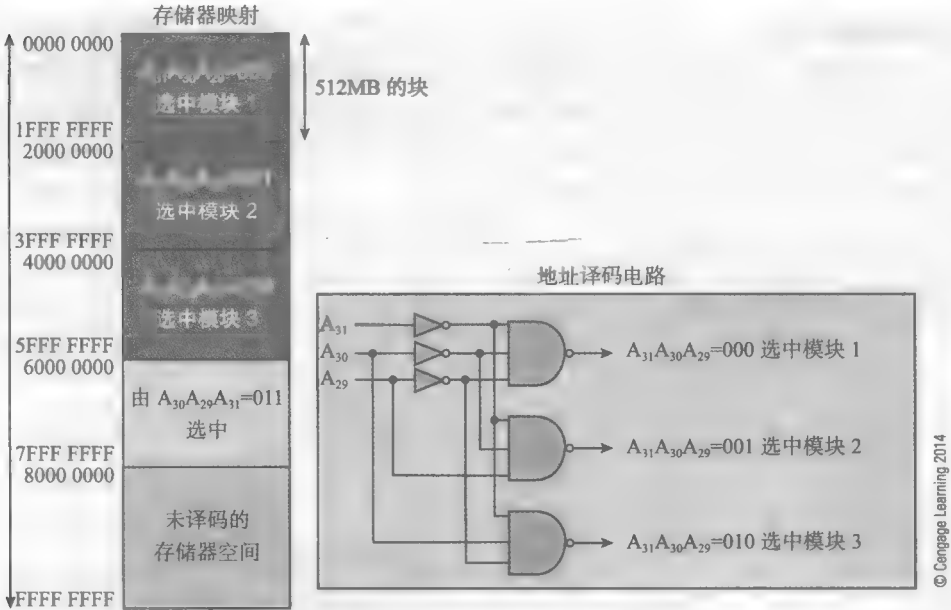 存储器映射
0000 0000
选中模块 1
512MB 的块
1FFF FFFF
2000 0000
选中模块 2
3FFF FFFF
4000 0000
选中模块 3
5FFF FFFF
6000 0000
由 A30A29A31=011
选中
7FFF FFFF
8000 0000
未译码的
存储器空间
FFFF FFFF
地址译码电路
A31
A30
A29
A31A30A29=000 选中模块 1
A31A30A29=001 选中模块 2
A31A30A29=010 选中模块 3
© Cengage Learning 2014